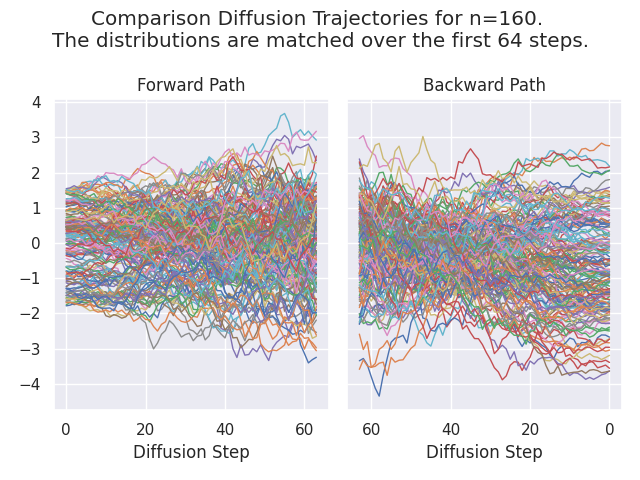 Comparison Diffusion Trajectories for n=160.
The distributions are matched over the first 64 steps.
Forward Path
Backward Path
4
3
2
1
0
−1
−2
−3
−4
0 20 40 60
60 40 20 0
Diffusion Step
Diffusion Step